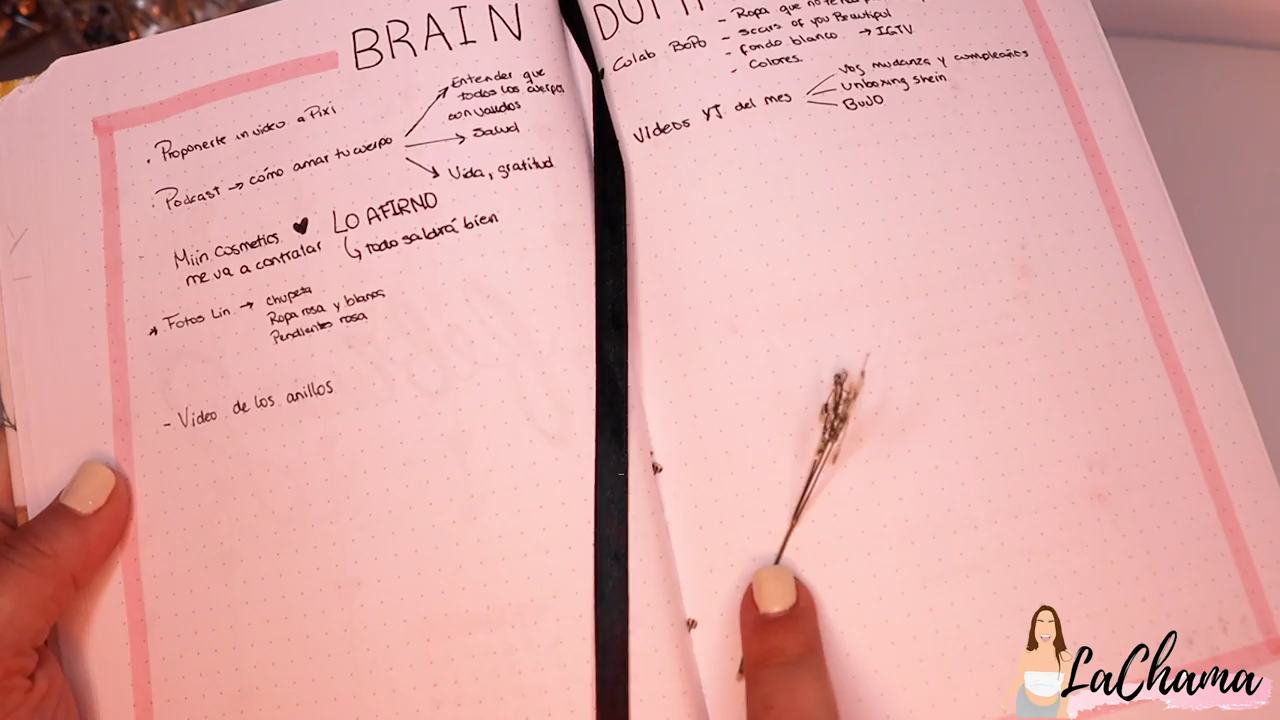 BRAIN
. Proponerle un video a Pixi
. Podcast → como amar tu cuerpo
Entender que
todos los cuerpos
son validos
Salud
Vida, gratitud
Miin Cosmetics ♥ LO AFIRMO
me va a contratar ↳ todo saldrá bien
* Fotos Lin → chupeta
Ropa rosa y blanca
Pendientes rosa
- Video de los anillos
DUM
Colab BoPo - Ropa que no te
- Scars of you Beautiful
- fondo blanco → IGTV
- Colores.
Videos YT del mes
Vlog mudanza y cumpleaños
Unboxing shein
BUJO
LaChama